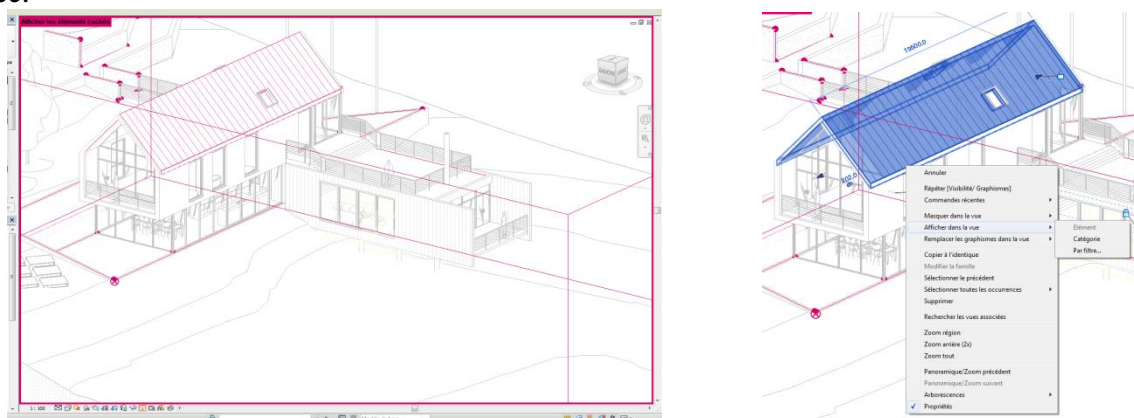 Afficher les éléments cachés
1 : 100
19600.0
202.0
Annuler
Répéter [Visibilité/ Graphismes]
Commandes récentes
Masquer dans la vue
Afficher dans la vue
Remplacer les graphismes dans la vue
Copier à l'identique
Modifier la famille
Sélectionner le précédent
Sélectionner toutes les occurrences
Supprimer
Rechercher les vues associées
Zoom région
Zoom arrière (2x)
Zoom tout
Panoramique/Zoom précédent
Panoramique/Zoom suivant
Arborescences
Propriétés
Elément
Catégorie
Par filtre...